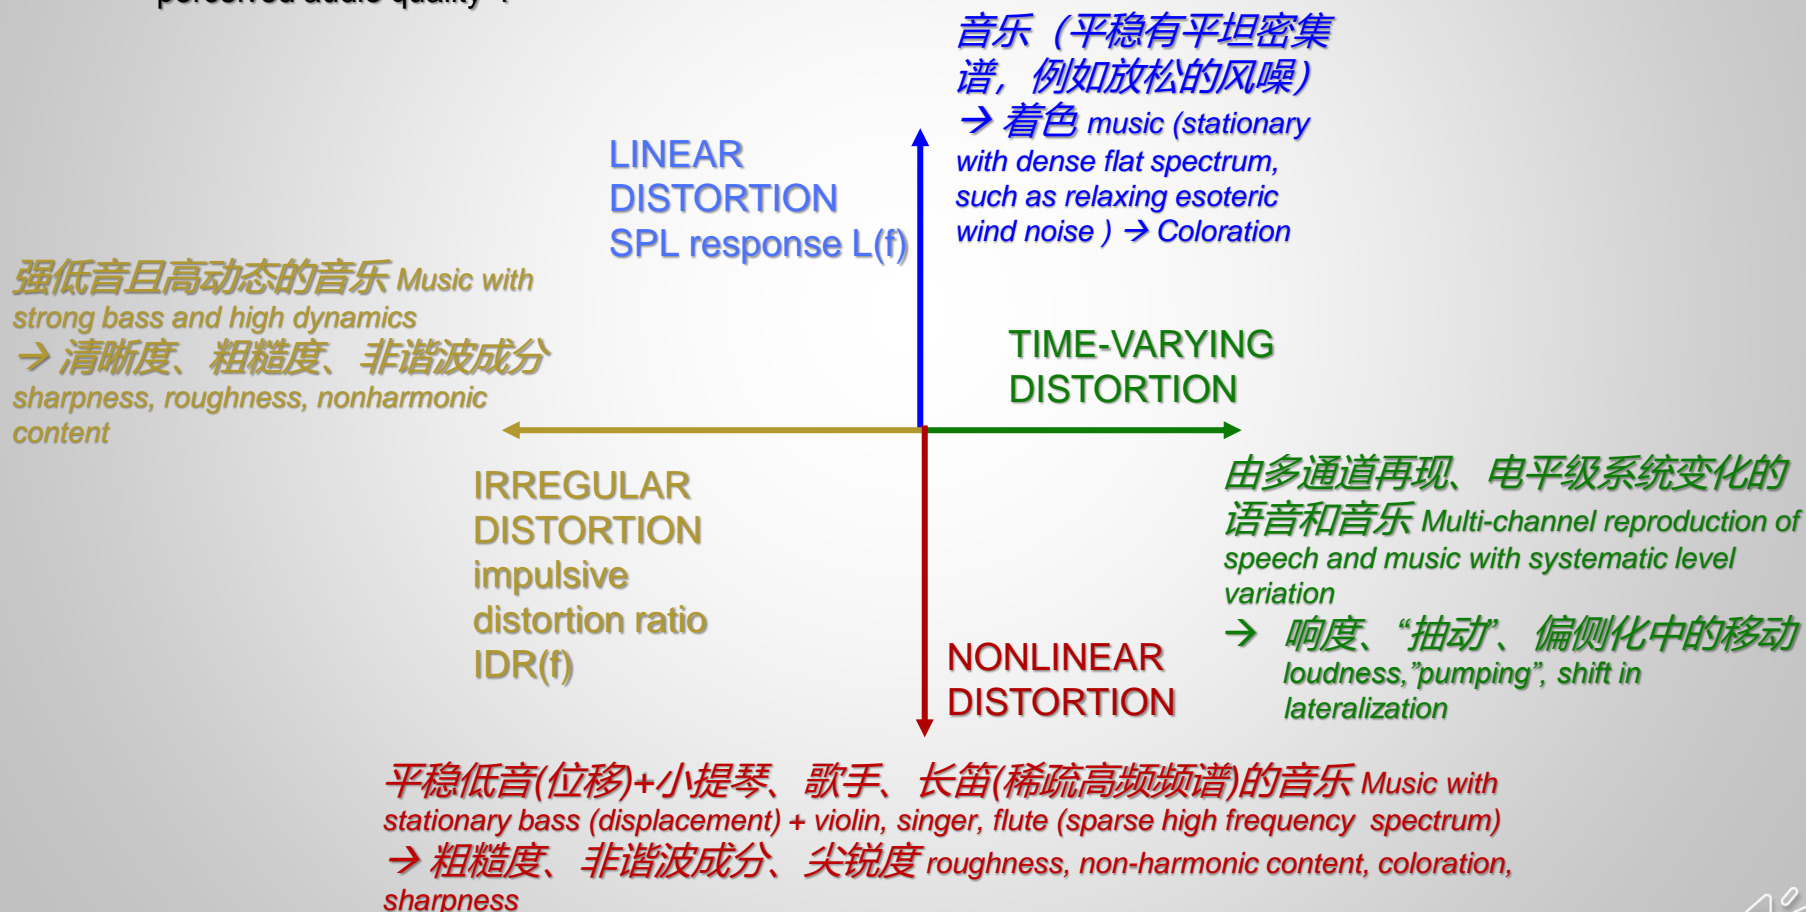 perceived audio quality ?
音乐（平稳有平坦密集
谱，例如放松的风噪）
→ 着色 music (stationary
with dense flat spectrum,
such as relaxing esoteric
wind noise ) → Coloration
LINEAR
DISTORTION
SPL response L(f)
强低音且高动态的音乐 Music with
strong bass and high dynamics
→ 清晰度、粗糙度、非谐波成分
sharpness, roughness, nonharmonic
content
TIME-VARYING
DISTORTION
IRREGULAR
DISTORTION
impulsive
distortion ratio
IDR(f)
由多通道再现、电平级系统变化的
语音和音乐 Multi-channel reproduction of
speech and music with systematic level
variation
→ 响度、“抽动”、偏侧化中的移动
loudness,”pumping”, shift in
lateralization
NONLINEAR
DISTORTION
平稳低音(位移)+小提琴、歌手、长笛(稀疏高频频谱)的音乐 Music with
stationary bass (displacement) + violin, singer, flute (sparse high frequency spectrum)
→ 粗糙度、非谐波成分、尖锐度 roughness, non-harmonic content, coloration,
sharpness